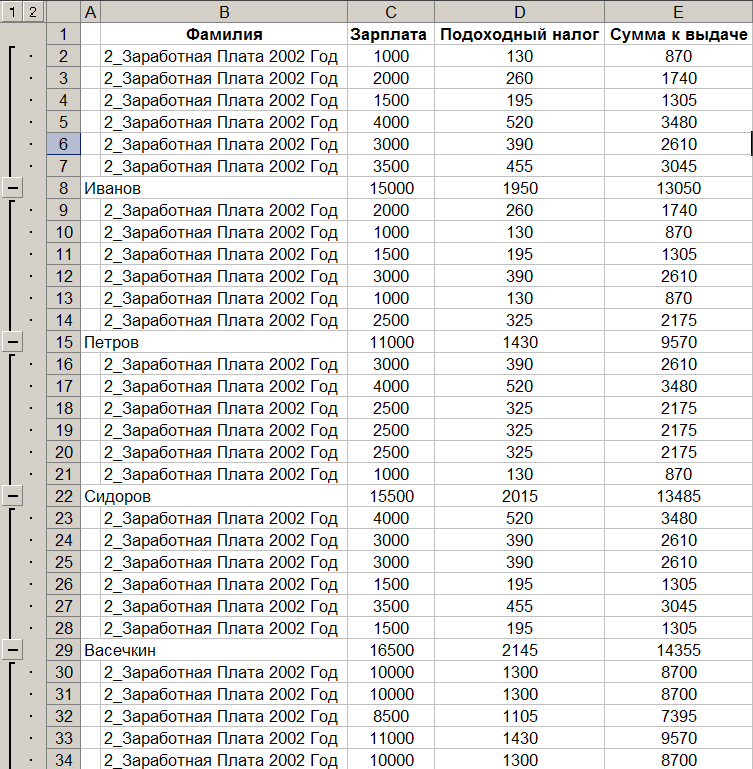 1 2 A B C D E
1 Фамилия Зарплата Подоходный налог Сумма к выдаче
2 2_Заработная Плата 2002 Год 1000 130 870
3 2_Заработная Плата 2002 Год 2000 260 1740
4 2_Заработная Плата 2002 Год 1500 195 1305
5 2_Заработная Плата 2002 Год 4000 520 3480
6 2_Заработная Плата 2002 Год 3000 390 2610
7 2_Заработная Плата 2002 Год 3500 455 3045
8 Иванов 15000 1950 13050
9 2_Заработная Плата 2002 Год 2000 260 1740
10 2_Заработная Плата 2002 Год 1000 130 870
11 2_Заработная Плата 2002 Год 1500 195 1305
12 2_Заработная Плата 2002 Год 3000 390 2610
13 2_Заработная Плата 2002 Год 1000 130 870
14 2_Заработная Плата 2002 Год 2500 325 2175
15 Петров 11000 1430 9570
16 2_Заработная Плата 2002 Год 3000 390 2610
17 2_Заработная Плата 2002 Год 4000 520 3480
18 2_Заработная Плата 2002 Год 2500 325 2175
19 2_Заработная Плата 2002 Год 2500 325 2175
20 2_Заработная Плата 2002 Год 2500 325 2175
21 2_Заработная Плата 2002 Год 1000 130 870
22 Сидоров 15500 2015 13485
23 2_Заработная Плата 2002 Год 4000 520 3480
24 2_Заработная Плата 2002 Год 3000 390 2610
25 2_Заработная Плата 2002 Год 3000 390 2610
26 2_Заработная Плата 2002 Год 1500 195 1305
27 2_Заработная Плата 2002 Год 3500 455 3045
28 2_Заработная Плата 2002 Год 1500 195 1305
29 Васечкин 16500 2145 14355
30 2_Заработная Плата 2002 Год 10000 1300 8700
31 2_Заработная Плата 2002 Год 10000 1300 8700
32 2_Заработная Плата 2002 Год 8500 1105 7395
33 2_Заработная Плата 2002 Год 11000 1430 9570
34 2_Заработная Плата 2002 Год 10000 1300 8700